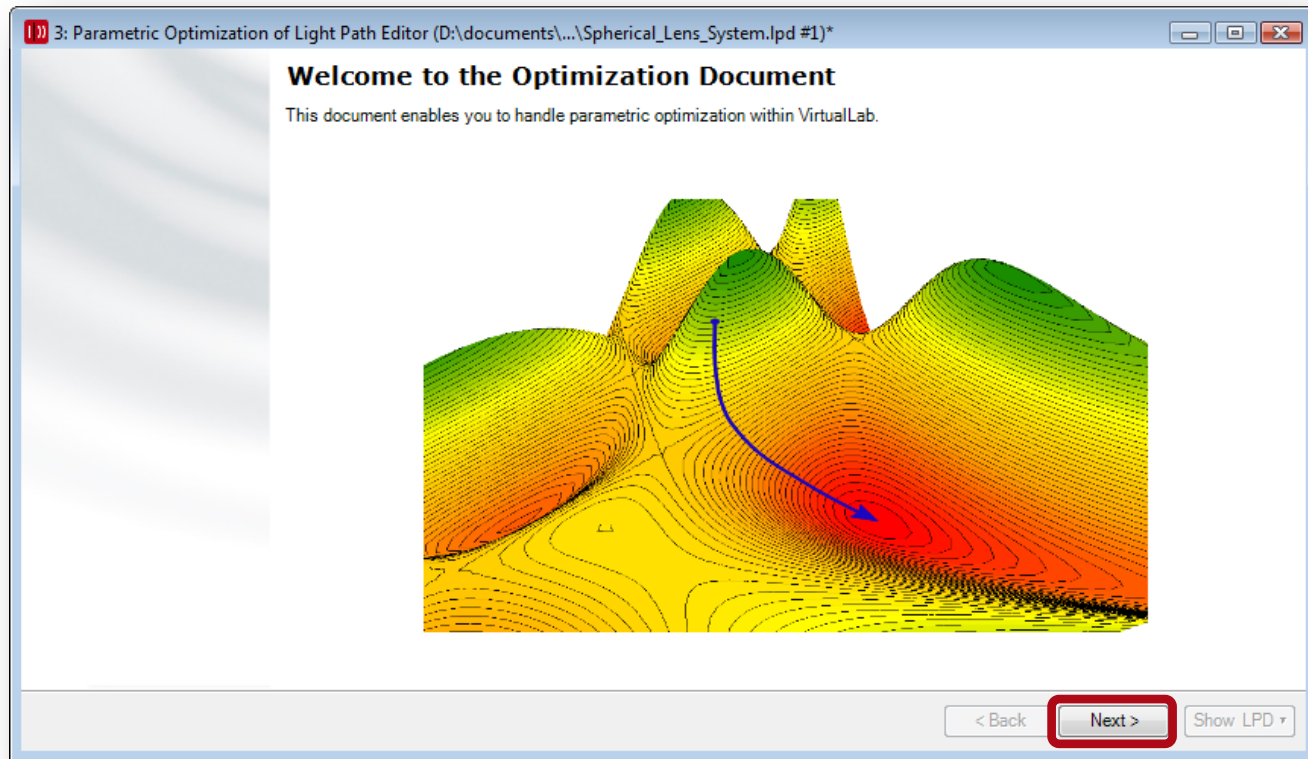 3: Parametric Optimization of Light Path Editor (D:\documents\...\Spherical_Lens_System.lpd #1)*
Welcome to the Optimization Document
This document enables you to handle parametric optimization within VirtualLab.
< Back
Next >
Show LPD